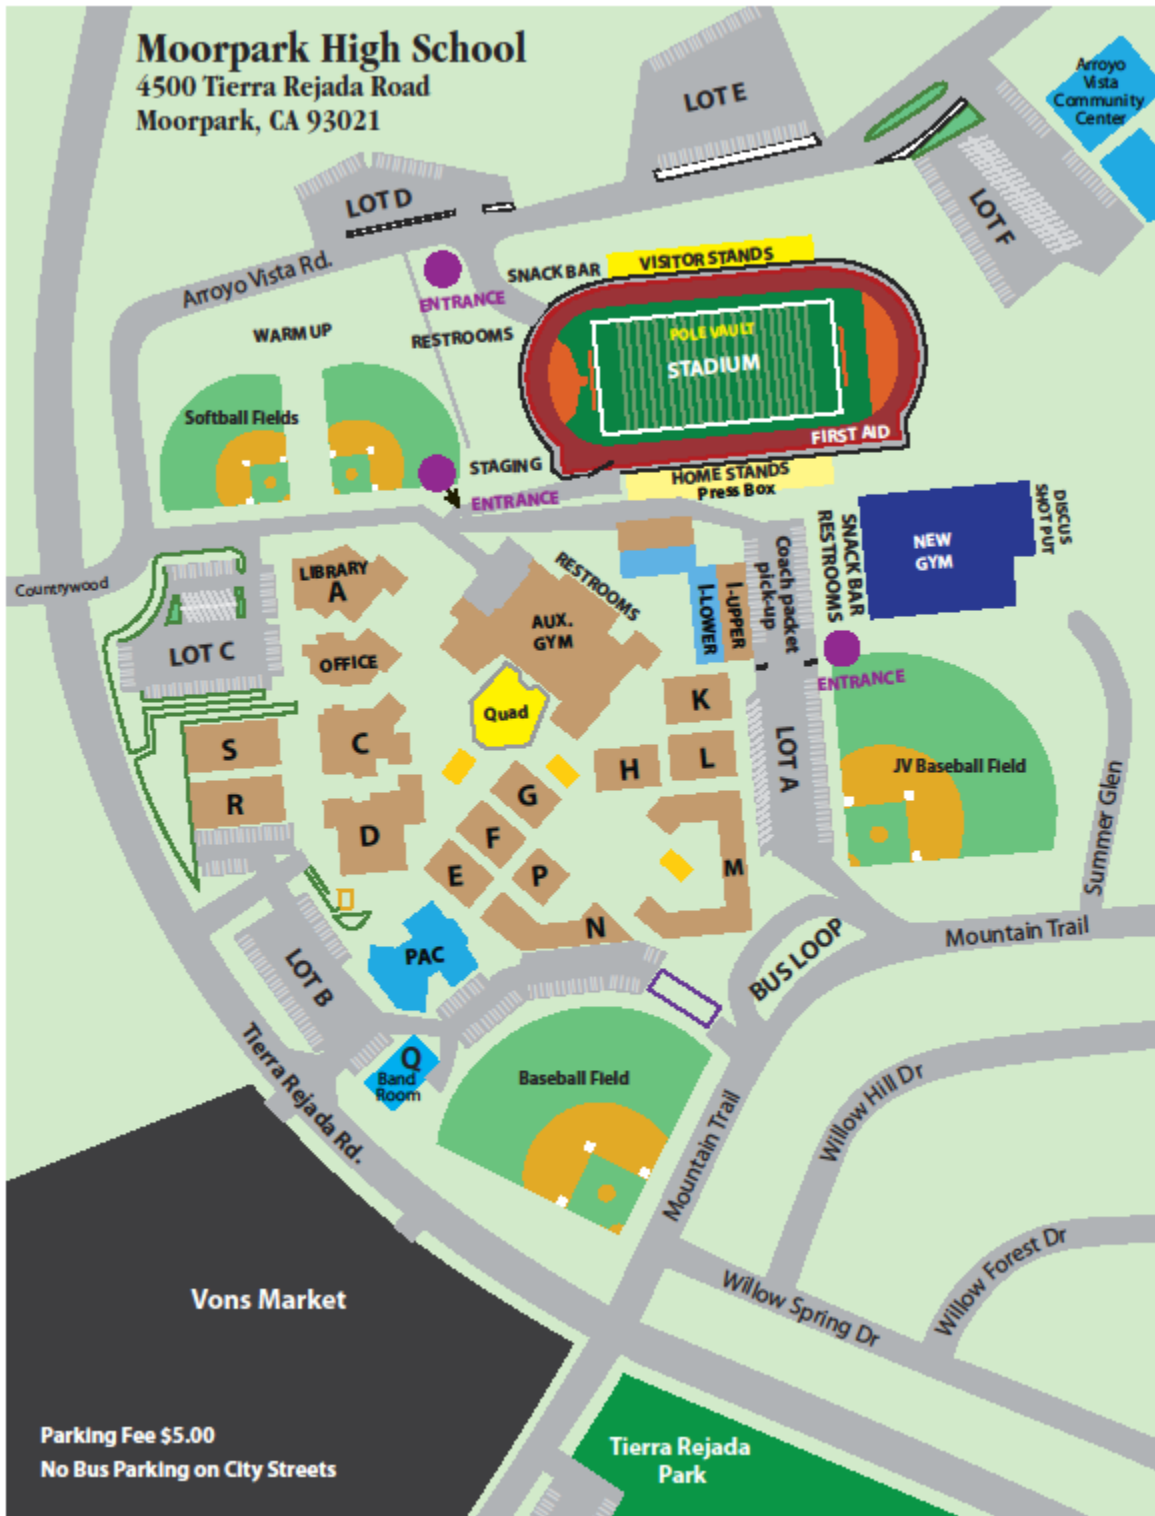 Moorpark High School
4500 Tierra Rejada Road
Moorpark, CA 93021
LOT E
Arroyo
Vista
Community
Center
LOT D
LOT F
Arroyo Vista Rd.
ENTRANCE
SNACK BAR
VISITOR STANDS
WARM UP
RESTROOMS
POLE VAULT
STADIUM
Softball Fields
FIRST AID
STAGING
ENTRANCE
HOME STANDS
Press Box
DISCUS
SHOT PUT
SNACK BAR
RESTROOMS
NEW
GYM
Countrywood
LIBRARY
A
RESTROOMS
Coach packet
pick-up
I-LOWER
I-UPPER
AUX.
GYM
LOT C
OFFICE
ENTRANCE
K
Quad
S
C
H
L
LOT A
JV Baseball Field
Summer Glen
R
G
D
F
E
P
M
N
Mountain Trail
BUS LOOP
PAC
LOT B
Q
Band
Room
Baseball Field
Tierra Rejada Rd.
Willow Hill Dr
Mountain Trail
Willow Forest Dr
Willow Spring Dr
Vons Market
Parking Fee $5.00
No Bus Parking on City Streets
Tierra Rejada
Park